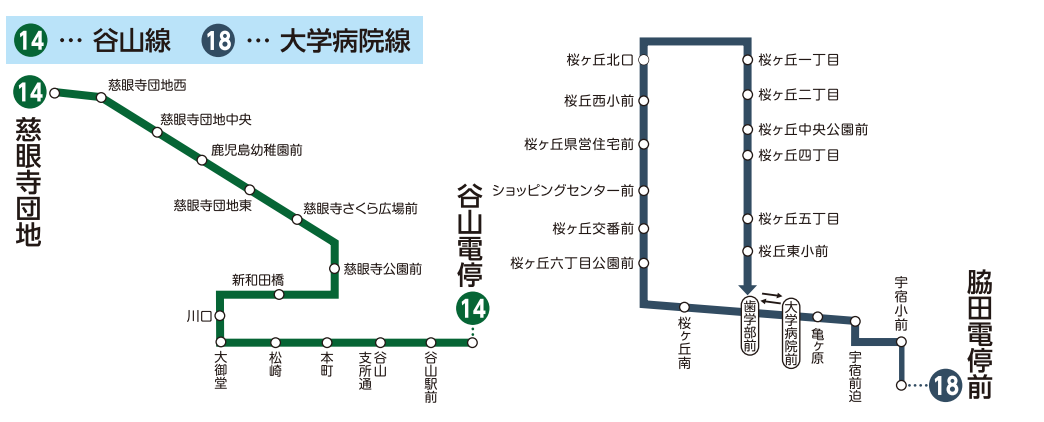 14 … 谷山線
18 … 大学病院線
14
慈眼寺団地
慈眼寺団地西
慈眼寺団地中央
鹿児島幼稚園前
慈眼寺団地東
慈眼寺さくら広場前
慈眼寺公園前
新和田橋
川口
大御堂
松崎
本町
支所通
谷山
谷山駅前
谷山電停
14
桜ヶ丘北口
桜丘西小前
桜ヶ丘県営住宅前
ショッピングセンター前
桜ヶ丘交番前
桜ヶ丘六丁目公園前
桜ヶ丘一丁目
桜ヶ丘二丁目
桜ヶ丘中央公園前
桜ヶ丘四丁目
桜ヶ丘五丁目
桜丘東小前
桜ヶ丘南
歯学部前
大学病院前
亀ヶ原
宇宿前迫
宇宿小前
18
脇田電停前